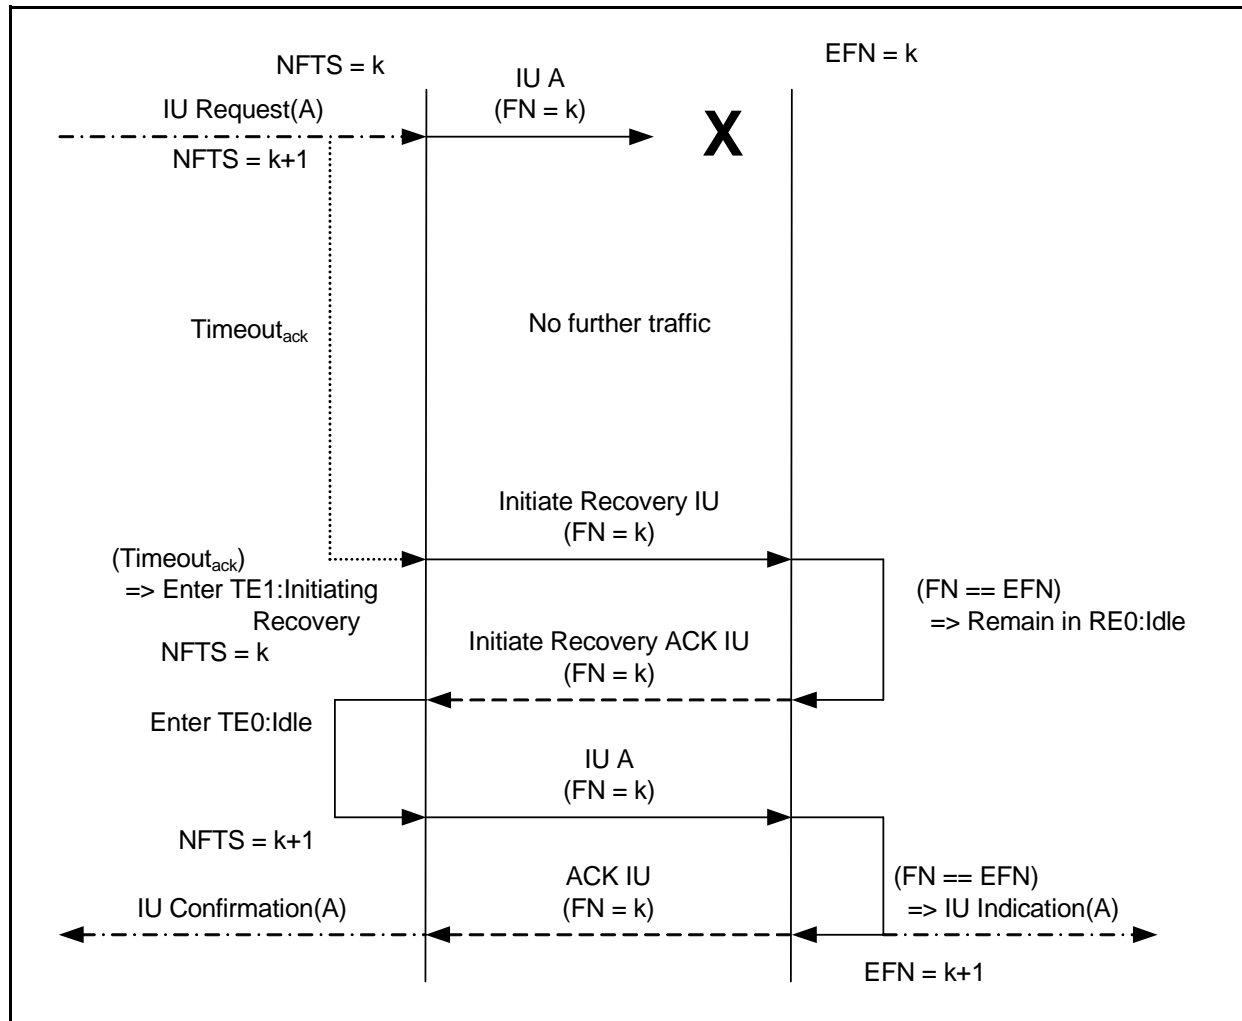 NFTS = k
EFN = k
IU A
(FN = k)
IU Request(A)
X
NFTS = k+1
Timeoutack
No further traffic
Initiate Recovery IU
(FN = k)
(Timeoutack)
=> Enter TE1:Initiating
Recovery
NFTS = k
(FN == EFN)
=> Remain in RE0:Idle
Initiate Recovery ACK IU
(FN = k)
Enter TE0:Idle
IU A
(FN = k)
NFTS = k+1
ACK IU
(FN = k)
(FN == EFN)
=> IU Indication(A)
IU Confirmation(A)
EFN = k+1